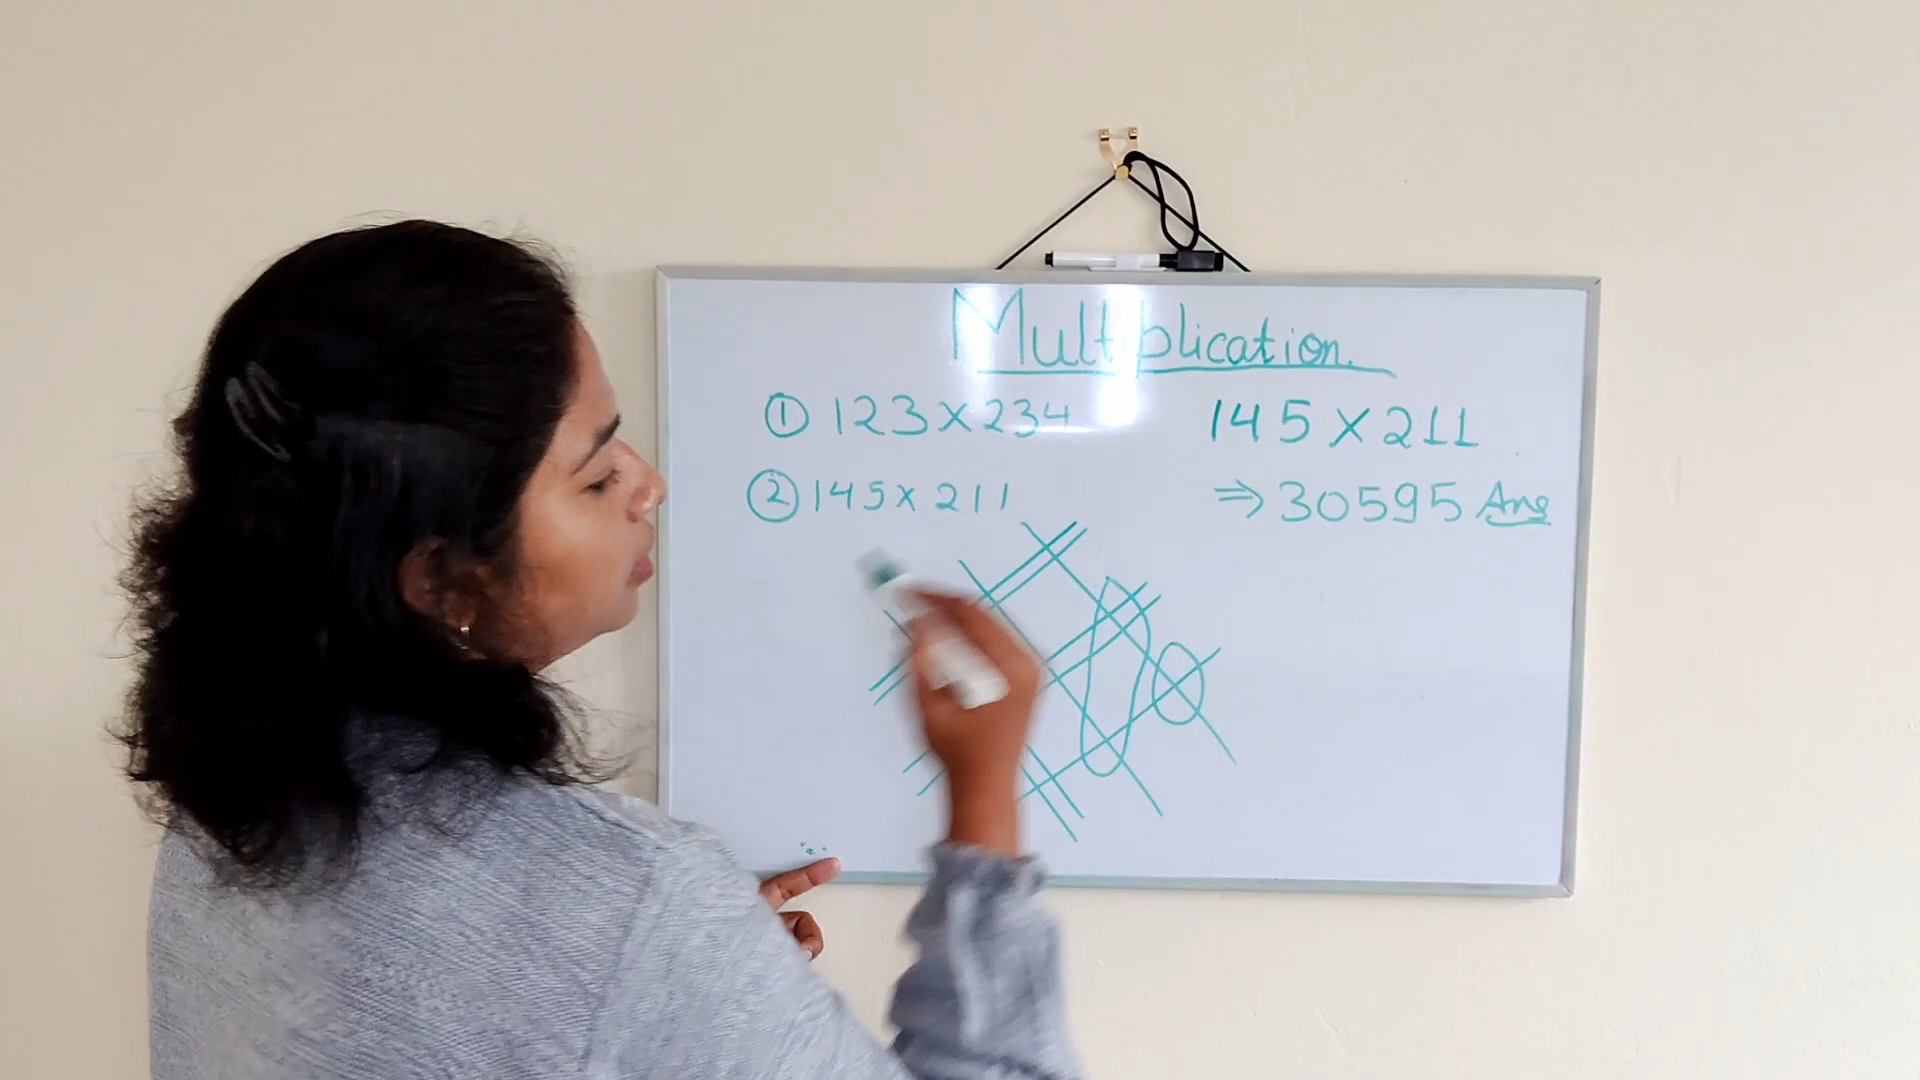 Multiplication.
① 123 x 234
② 145 x 211
145 x 211
⇒ 30595 Ans